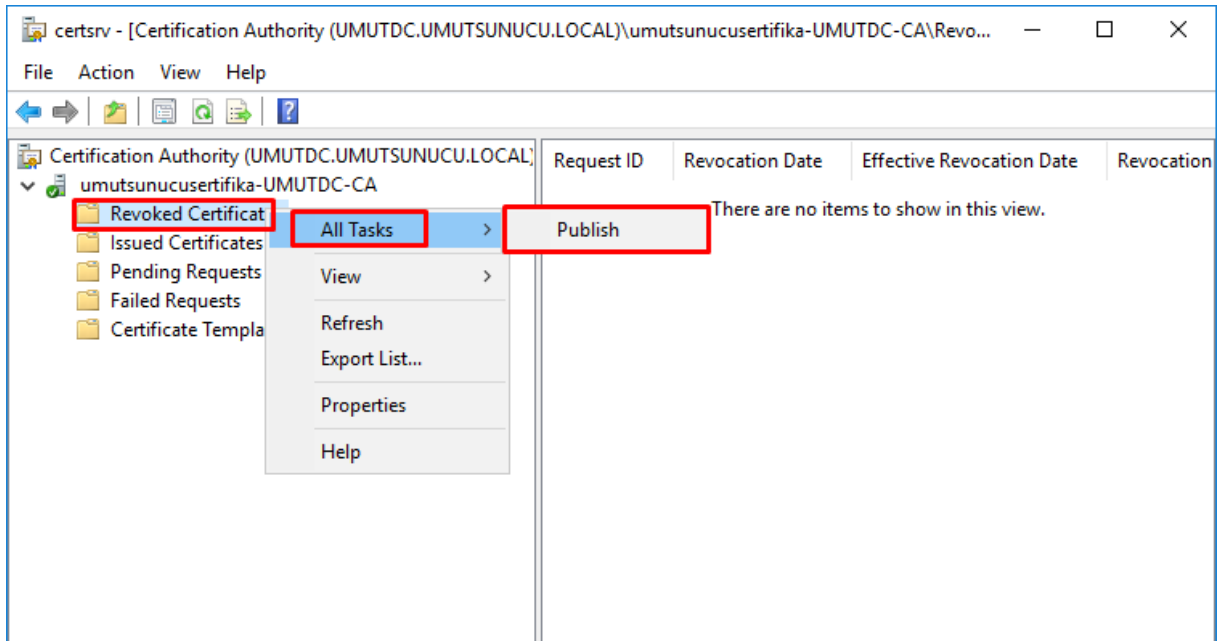 certsrv - [Certification Authority (UMUTDC.UMUTSUNUCU.LOCAL)\umutsunucusertifika-UMUTDC-CA\Revo...
File Action View Help
Certification Authority (UMUTDC.UMUTSUNUCU.LOCAL)
umutsunucusertifika-UMUTDC-CA
Revoked Certificat
Issued Certificates
Pending Requests
Failed Requests
Certificate Templa
All Tasks
View
Refresh
Export List...
Properties
Help
Publish
Request ID Revocation Date Effective Revocation Date Revocation
There are no items to show in this view.